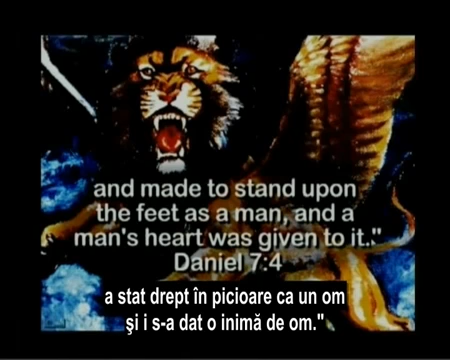 and made to stand upon
the feet as a man, and a
man's heart was given to it."
Daniel 7:4
a stat drept în picioare ca un om
şi i s-a dat o inimă de om."